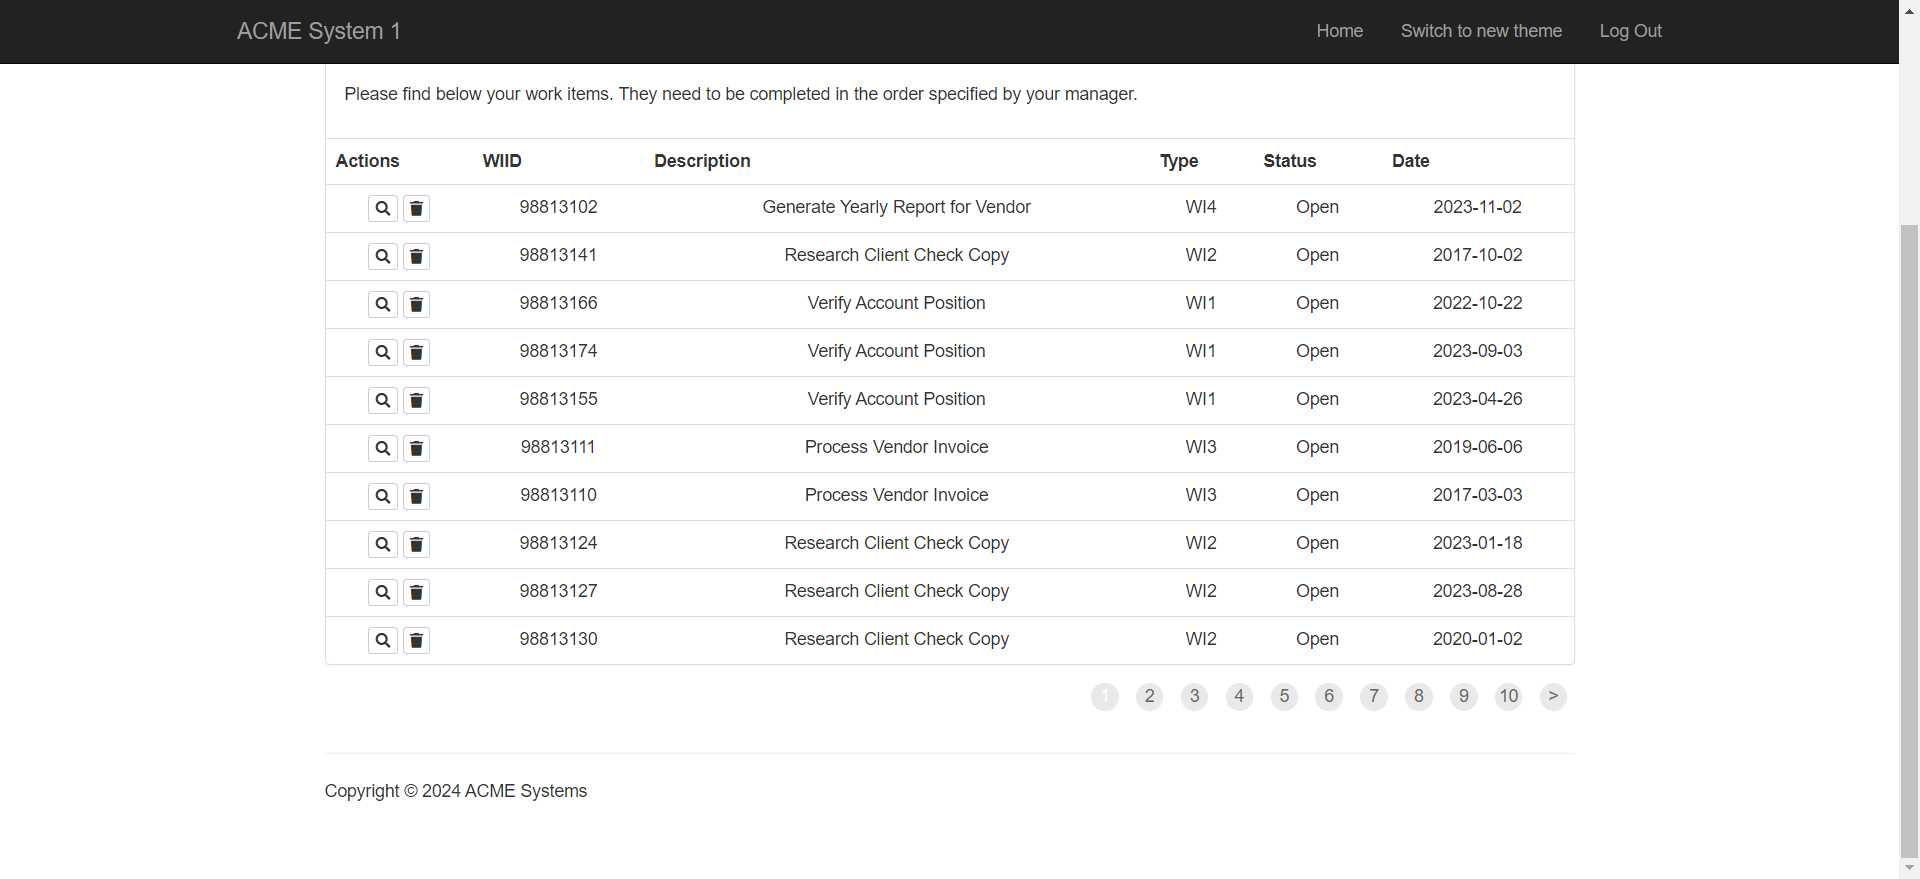 ACME System 1 Home Switch to new theme Log Out
Please find below your work items. They need to be completed in the order specified by your manager.
Actions WIID Description Type Status Date
98813102 Generate Yearly Report for Vendor WI4 Open 2023-11-02
98813141 Research Client Check Copy WI2 Open 2017-10-02
98813166 Verify Account Position WI1 Open 2022-10-22
98813174 Verify Account Position WI1 Open 2023-09-03
98813155 Verify Account Position WI1 Open 2023-04-26
98813111 Process Vendor Invoice WI3 Open 2019-06-06
98813110 Process Vendor Invoice WI3 Open 2017-03-03
98813124 Research Client Check Copy WI2 Open 2023-01-18
98813127 Research Client Check Copy WI2 Open 2023-08-28
98813130 Research Client Check Copy WI2 Open 2020-01-02
1 2 3 4 5 6 7 8 9 10 >
Copyright © 2024 ACME Systems